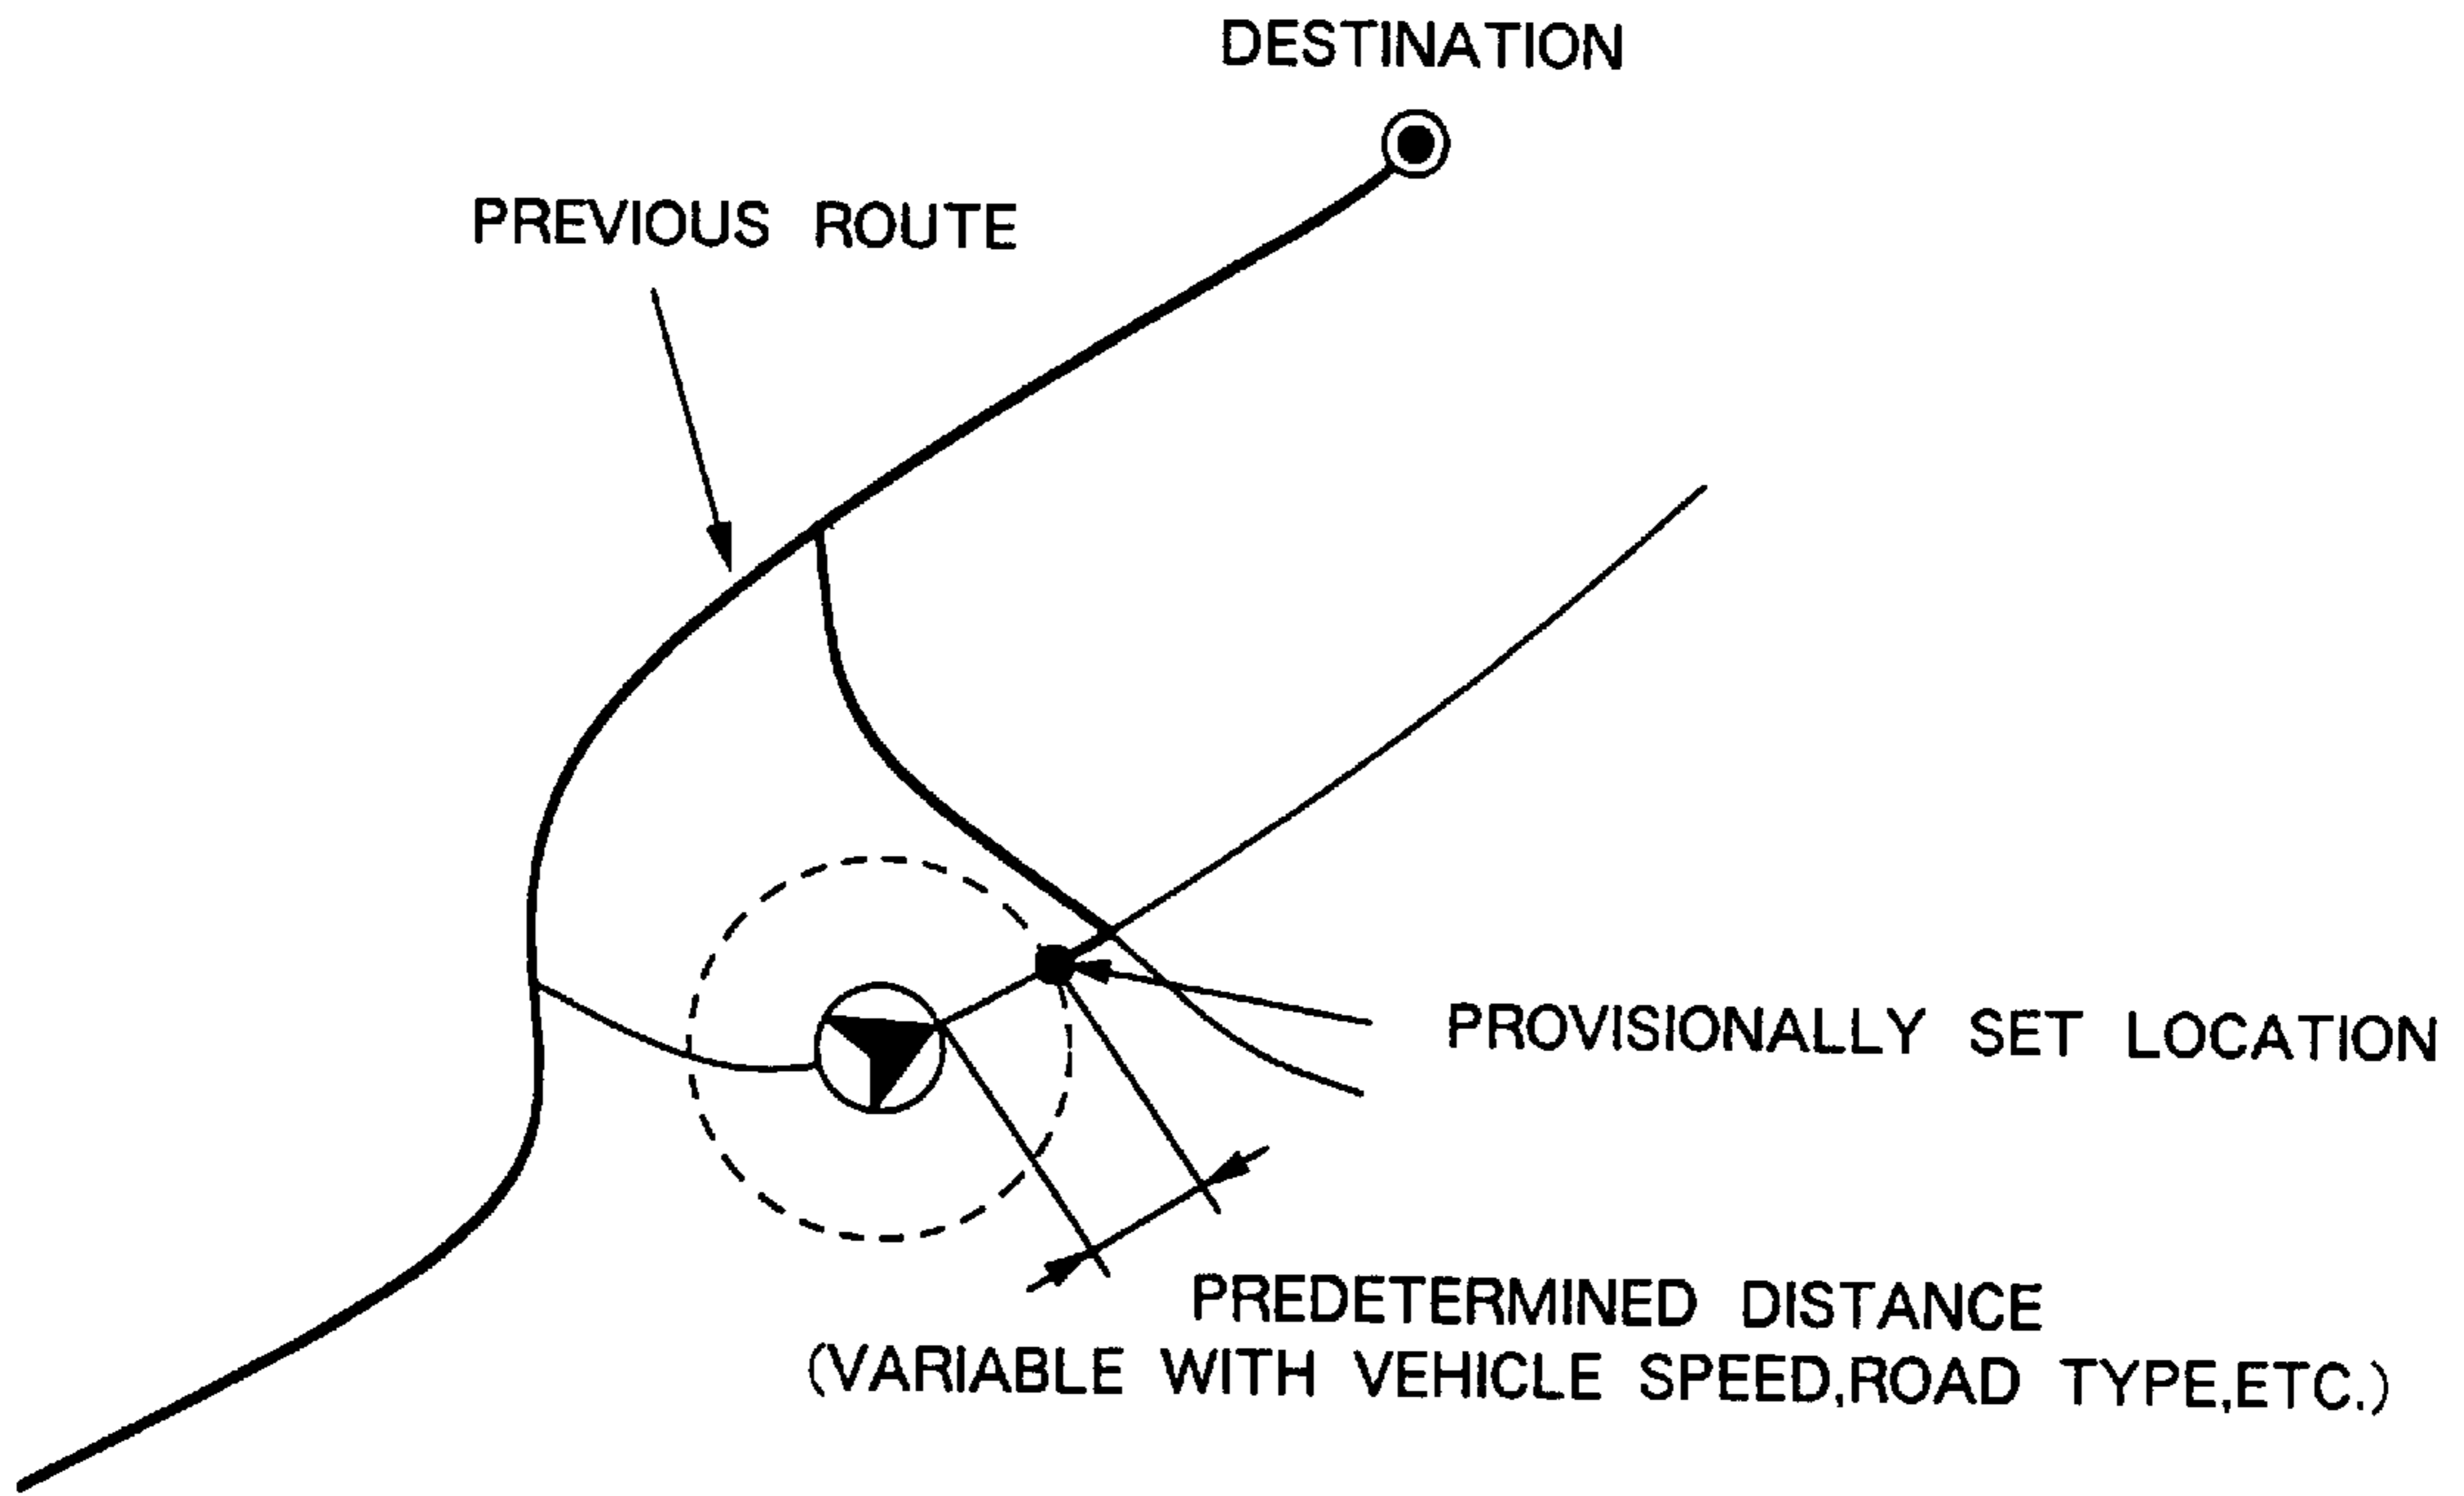 DESTINATION
PREVIOUS ROUTE
PROVISIONALLY SET LOCATION
PREDETERMINED DISTANCE
(VARIABLE WITH VEHICLE SPEED,ROAD TYPE,ETC.)